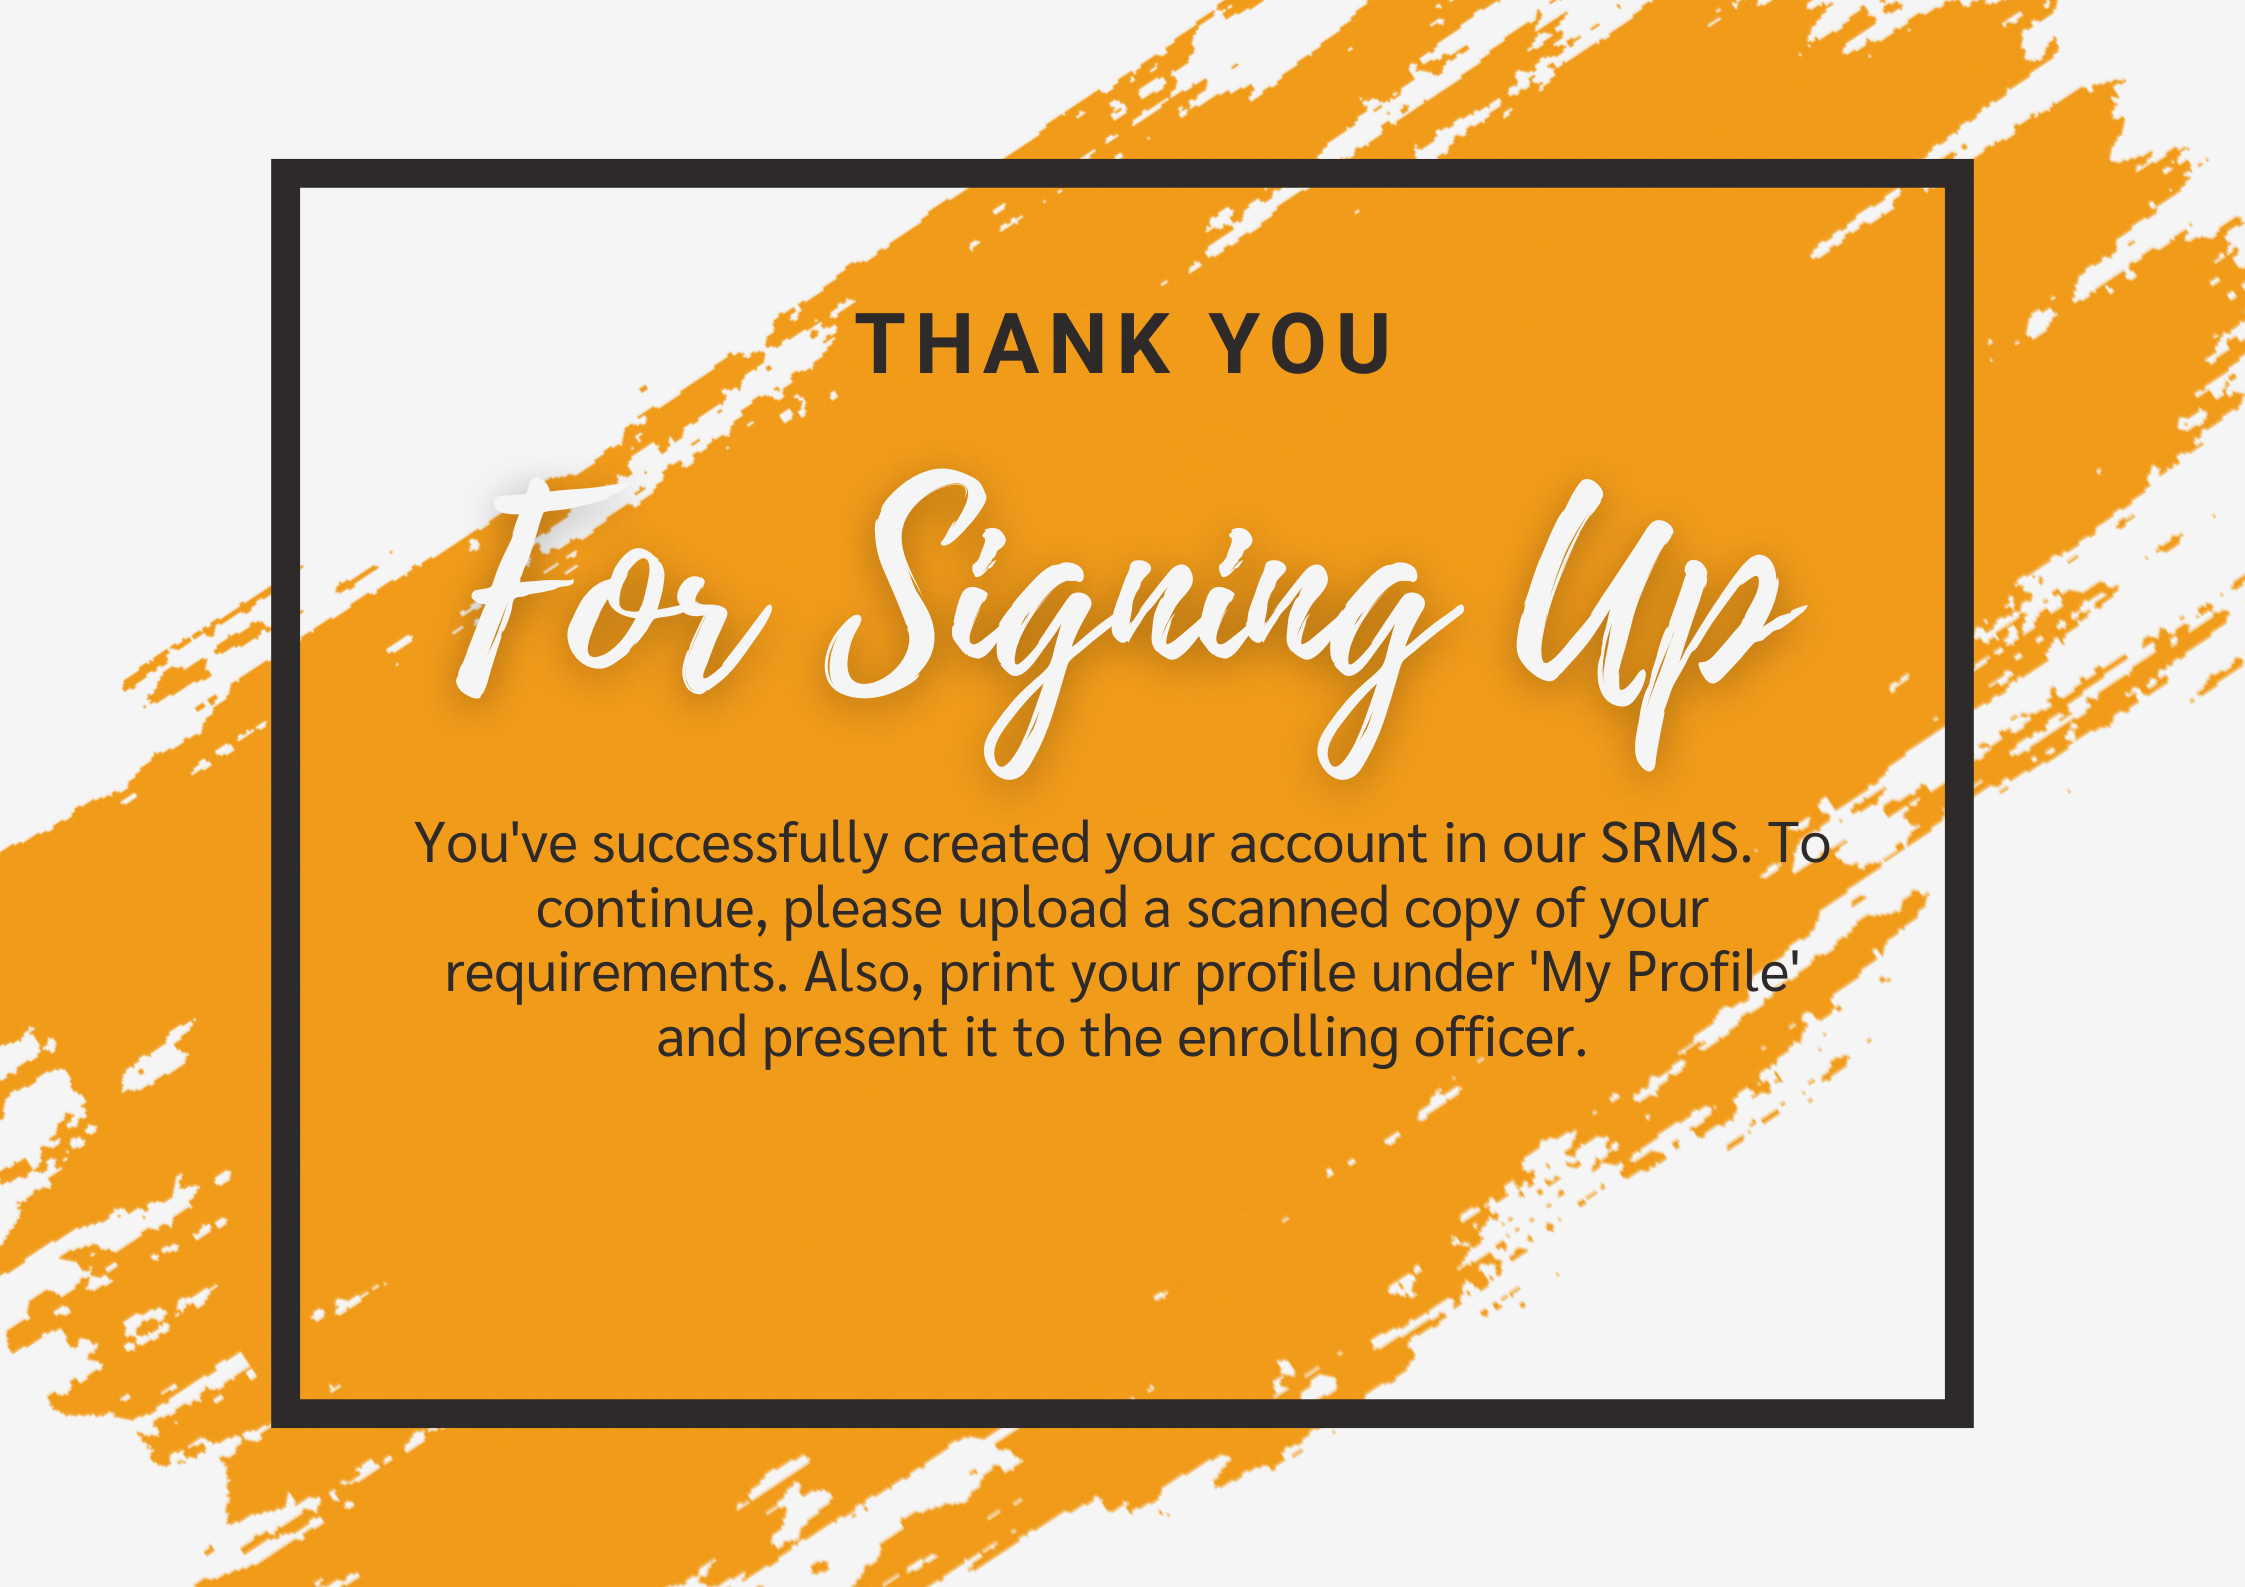 THANK YOU
For Signing Up
You've successfully created your account in our SRMS. To
continue, please upload a scanned copy of your
requirements. Also, print your profile under 'My Profile'
and present it to the enrolling officer.